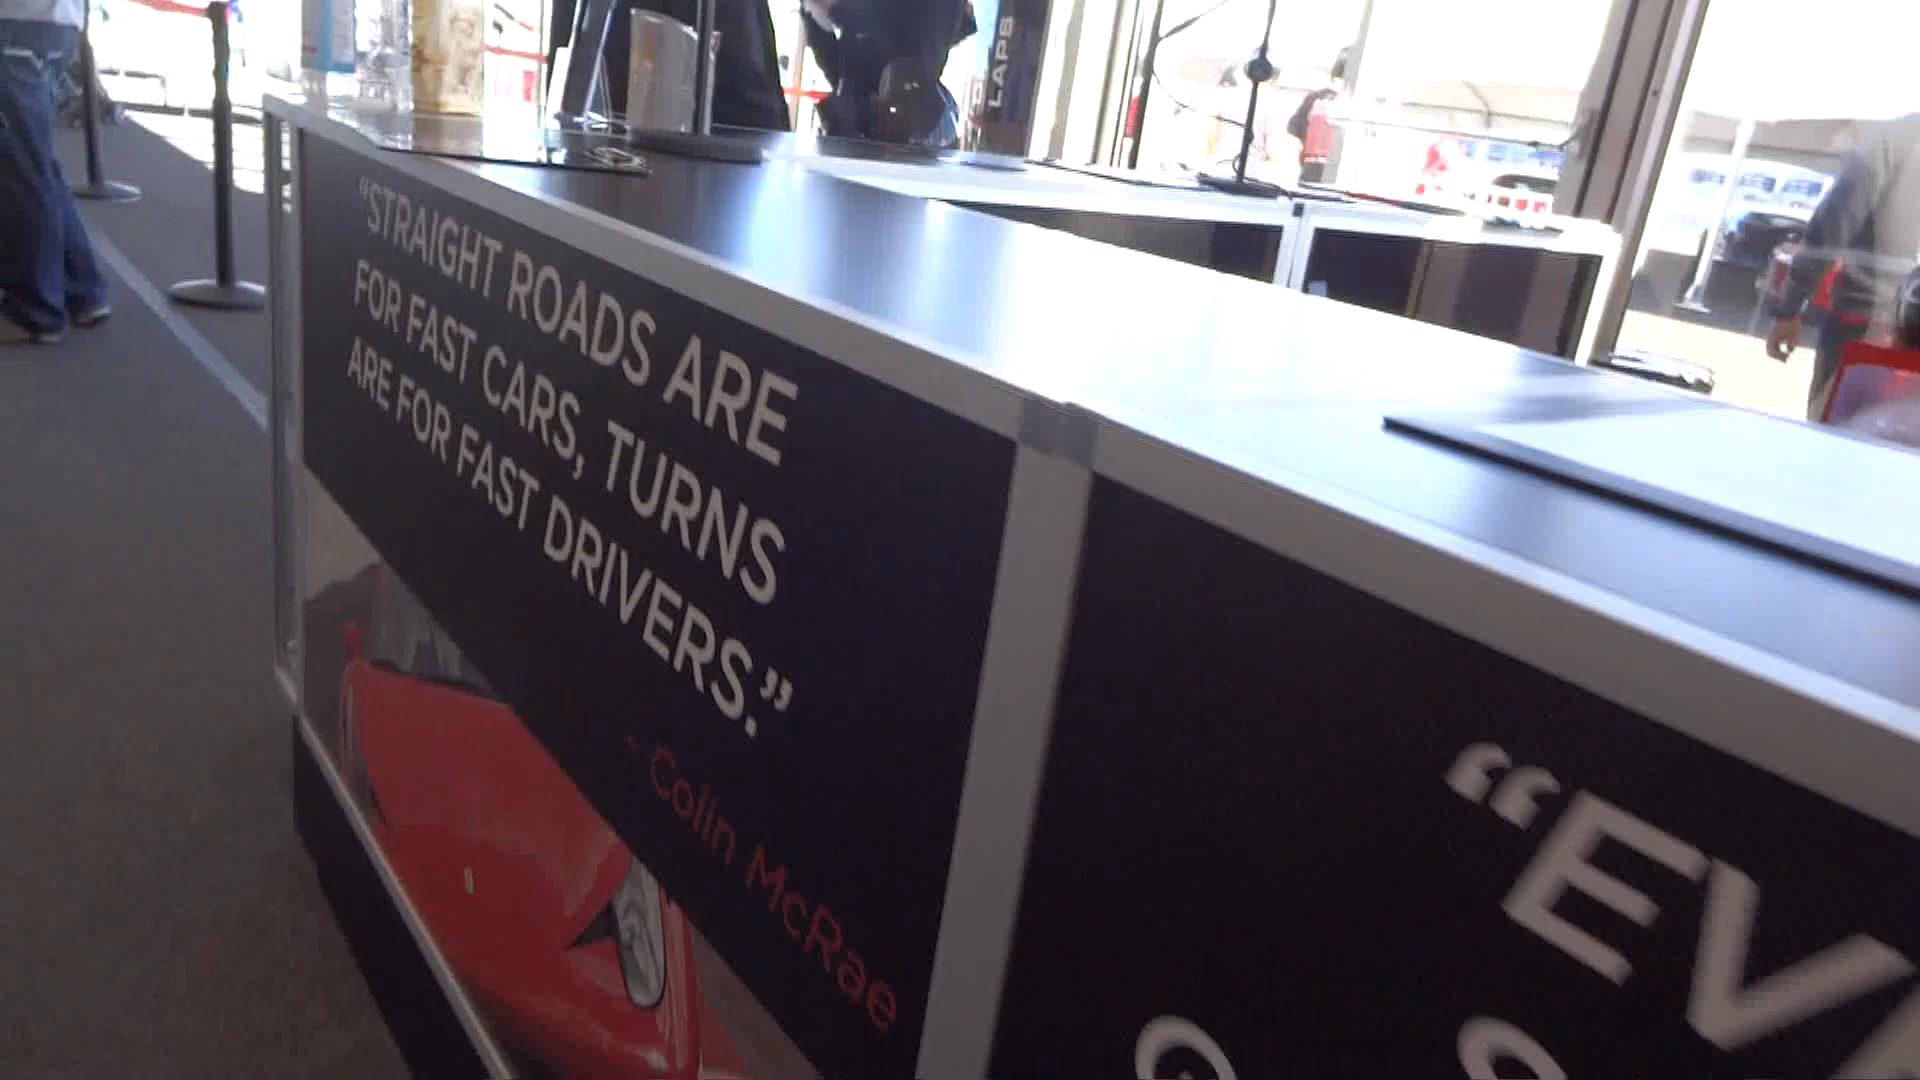 LAPS
“STRAIGHT ROADS ARE
FOR FAST CARS, TURNS
ARE FOR FAST DRIVERS.”
- Colin McRae
“EV